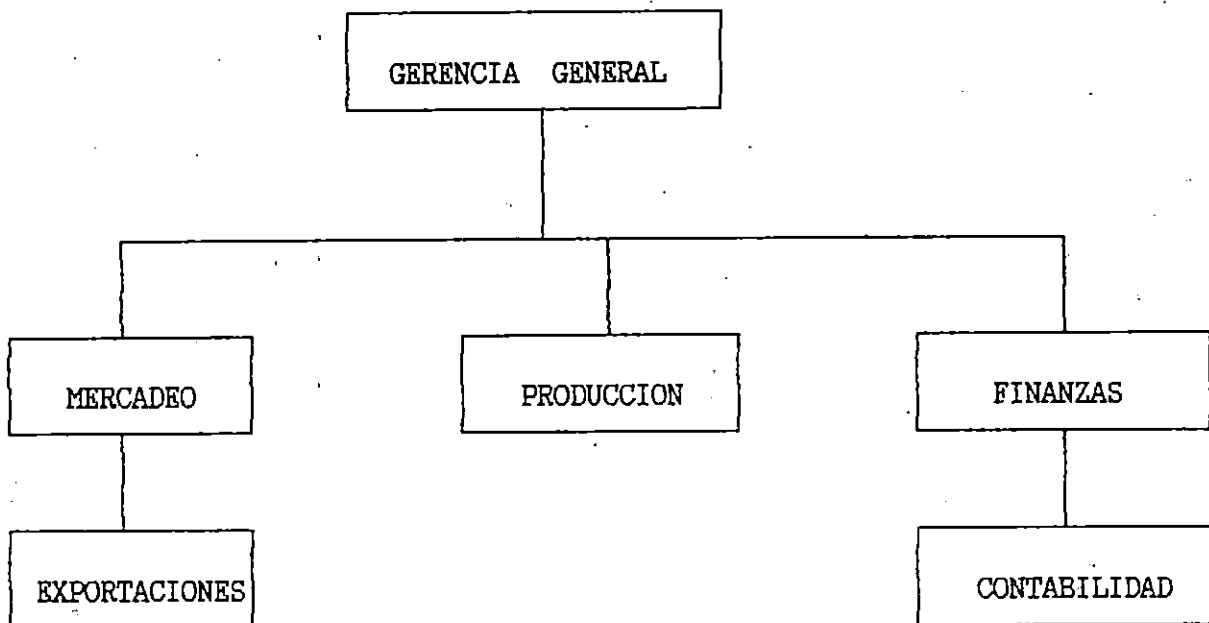 GERENCIA GENERAL
MERCADEO
PRODUCCION
FINANZAS
EXPORTACIONES
CONTABILIDAD